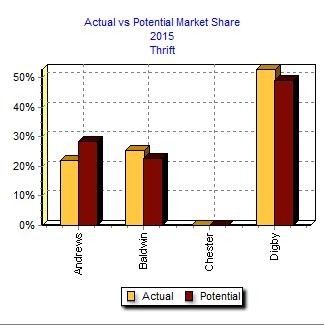 Actual vs Potential Market Share
2015
Thrift
50%
40%
30%
20%
10%
0%
Andrews
Baldwin
Chester
Digby
Actual Potential